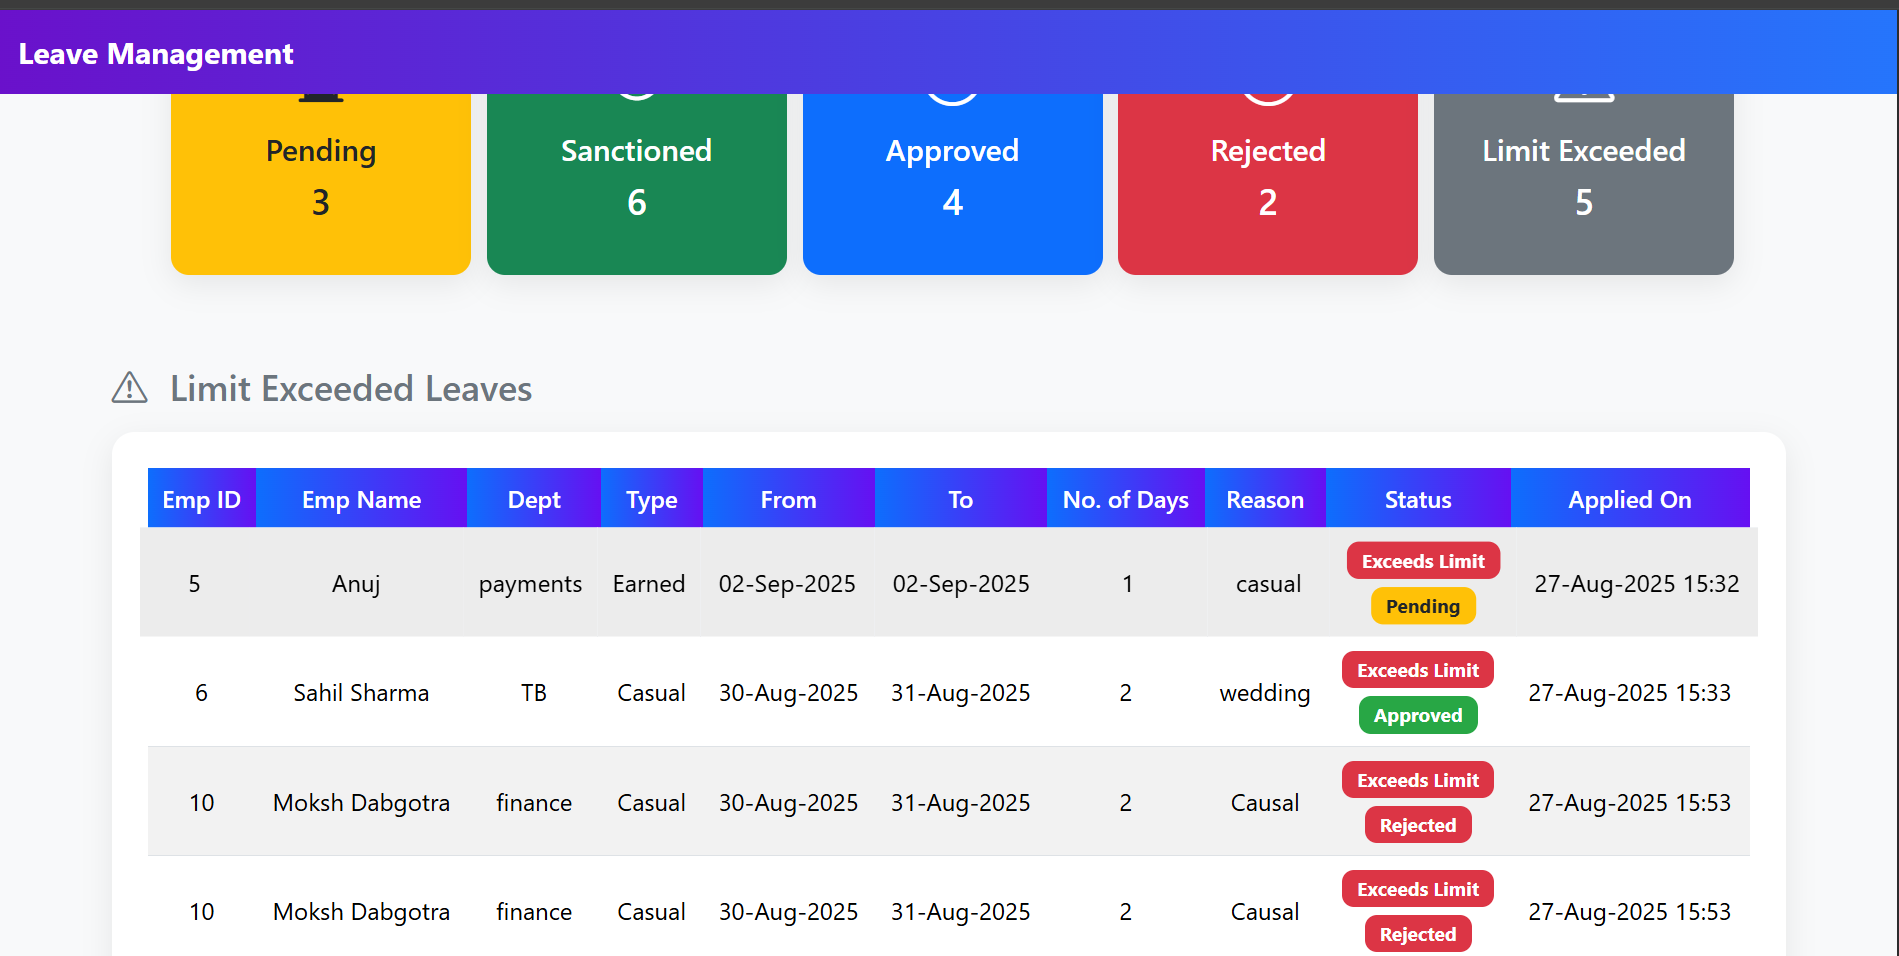 Leave Management
Pending Sanctioned Approved Rejected Limit Exceeded
3 6 4 2 5
Limit Exceeded Leaves
Emp ID Emp Name Dept Type From To No. of Days Reason Status Applied On
5 Anuj payments Earned 02-Sep-2025 02-Sep-2025 1 casual Exceeds Limit Pending 27-Aug-2025 15:32
6 Sahil Sharma TB Casual 30-Aug-2025 31-Aug-2025 2 wedding Exceeds Limit Approved 27-Aug-2025 15:33
10 Moksh Dabgotra finance Casual 30-Aug-2025 31-Aug-2025 2 Causal Exceeds Limit Rejected 27-Aug-2025 15:53
10 Moksh Dabgotra finance Casual 30-Aug-2025 31-Aug-2025 2 Causal Exceeds Limit Rejected 27-Aug-2025 15:53